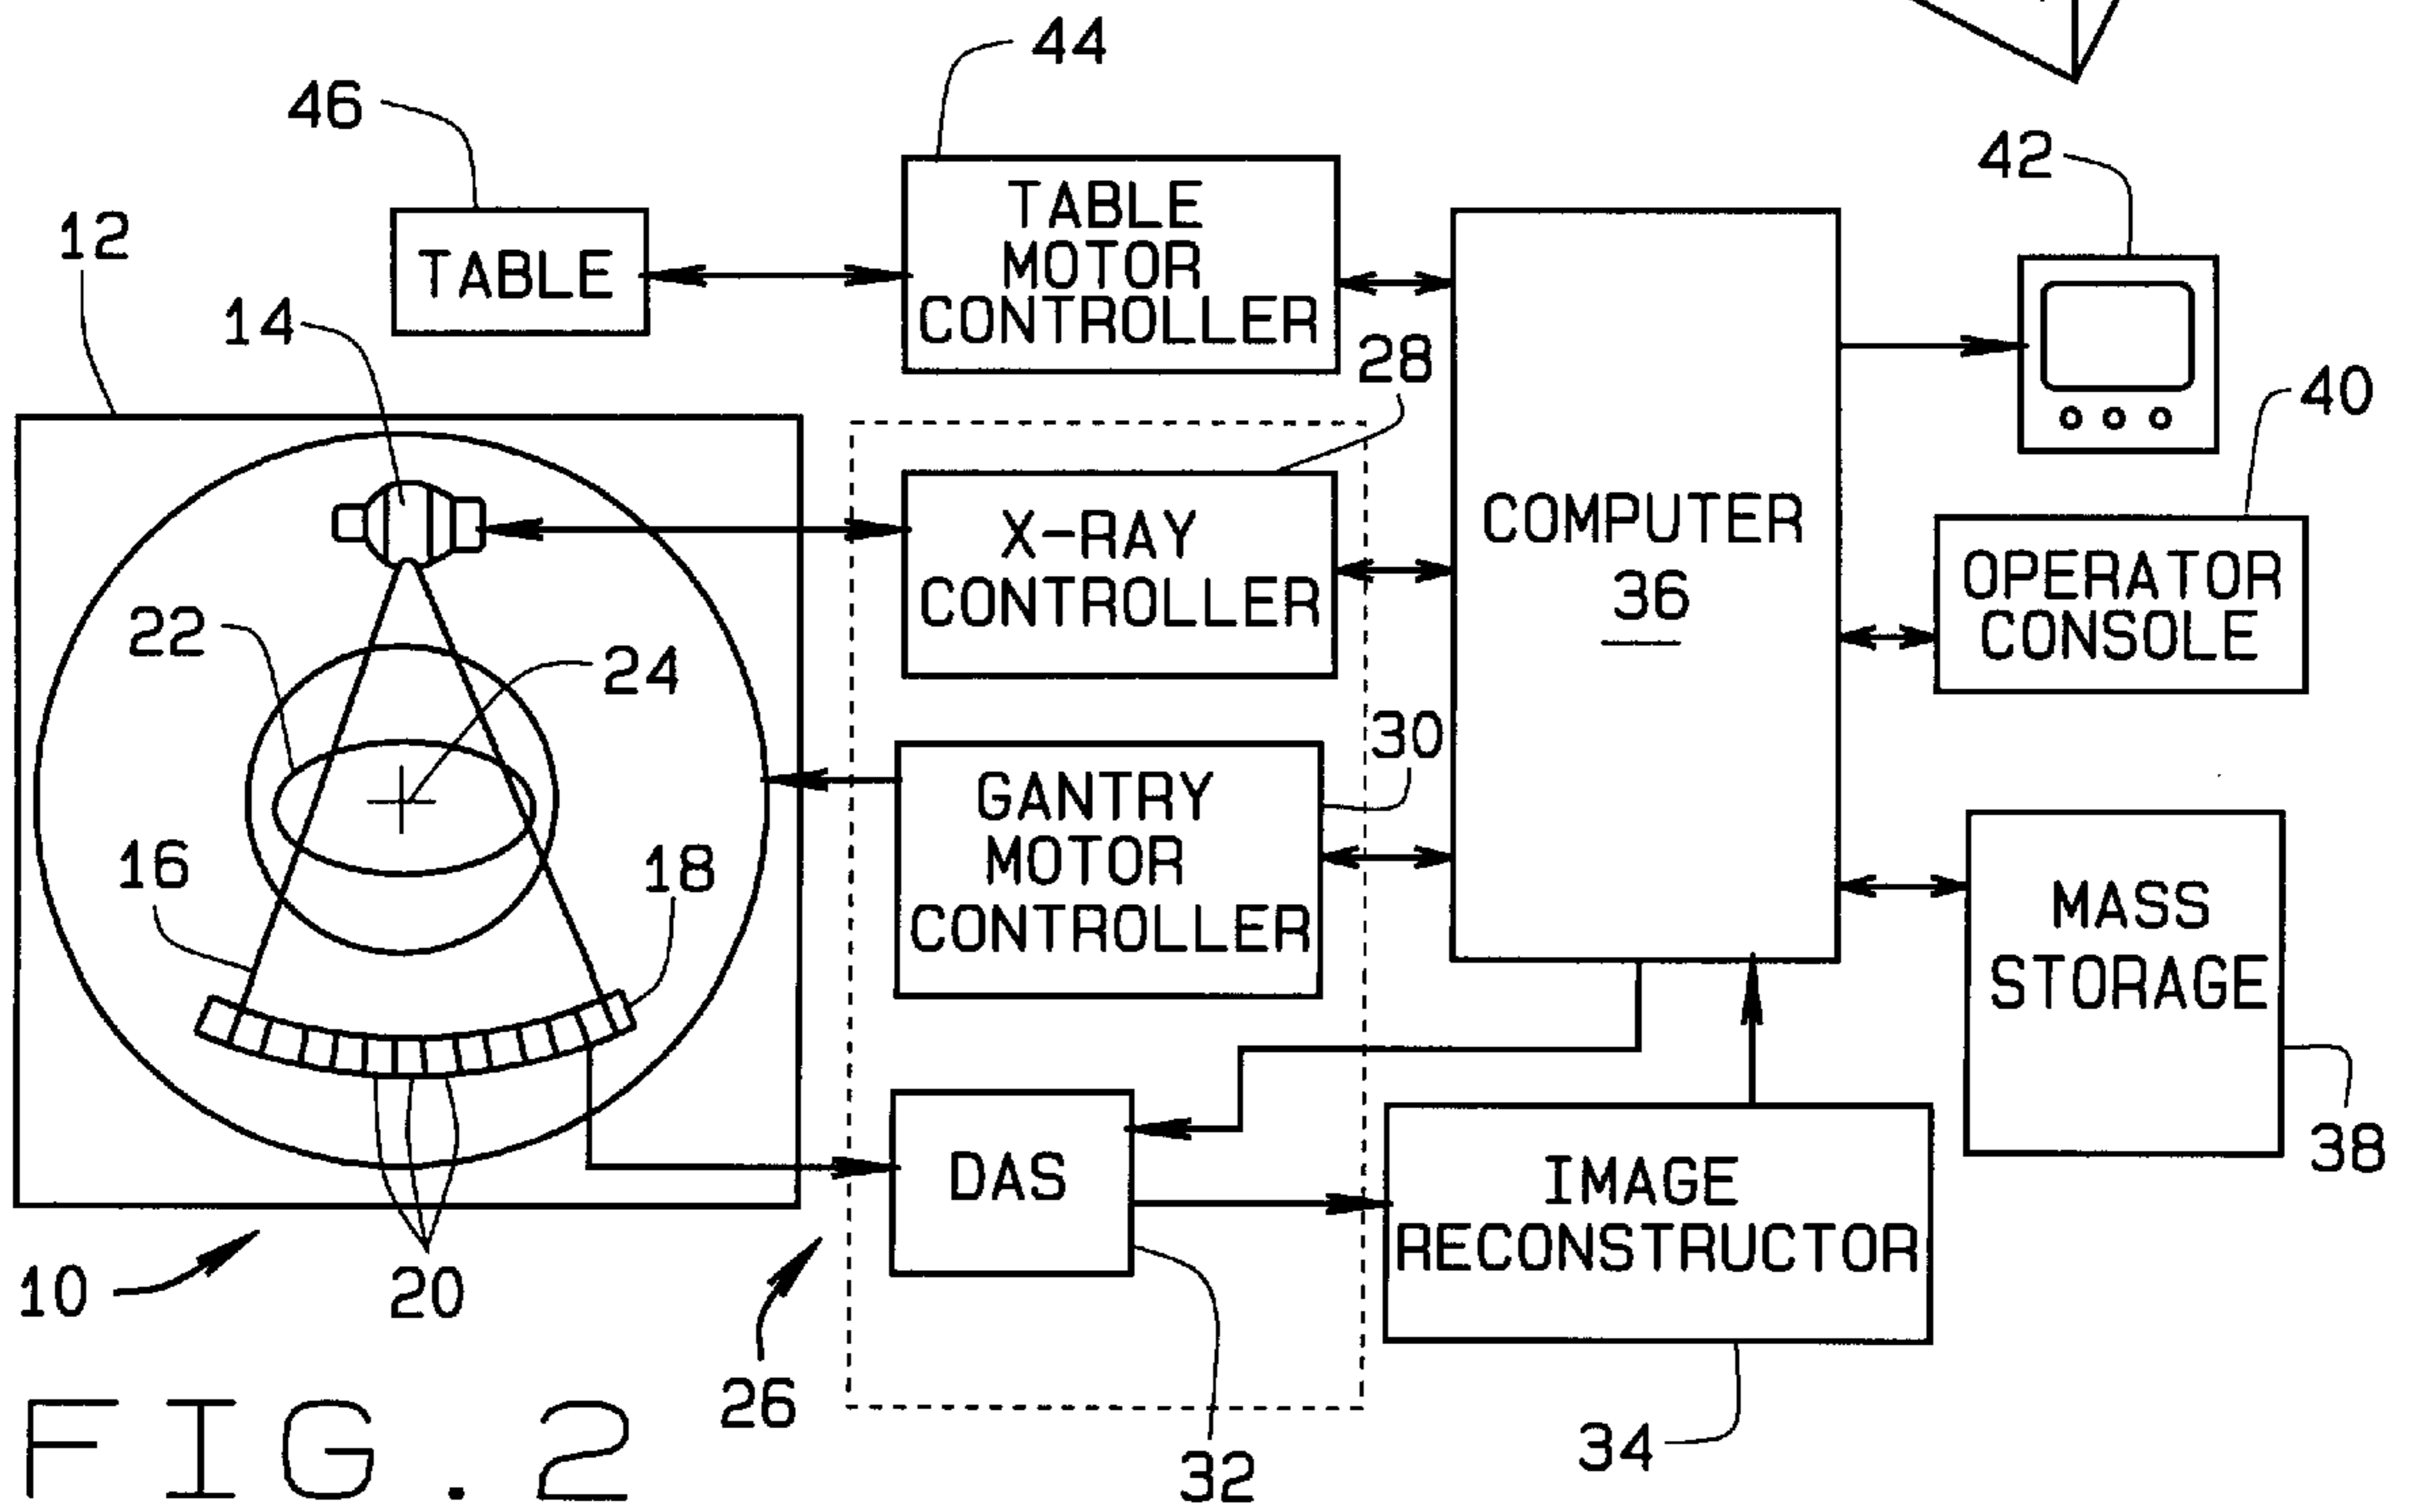 44
46
42
12
TABLE
MOTOR
CONTROLLER
TABLE
14
28
40
X-RAY
CONTROLLER
COMPUTER
36
OPERATOR
CONSOLE
22
24
30
GANTRY
MOTOR
CONTROLLER
16
18
MASS
STORAGE
DAS
IMAGE
RECONSTRUCTOR
38
10
20
26
32
34
FIG.2